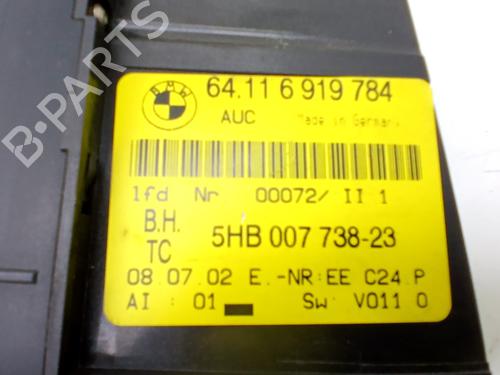 B-PARTS
BMW
64.11 6 919 784
AUC Made in Germany
lfd Nr 00072/ II 1
B.H.
TC 5HB 007 738-23
08.07.02 E.-NR:EE C24.P
AI : 01 Sw: V011 0